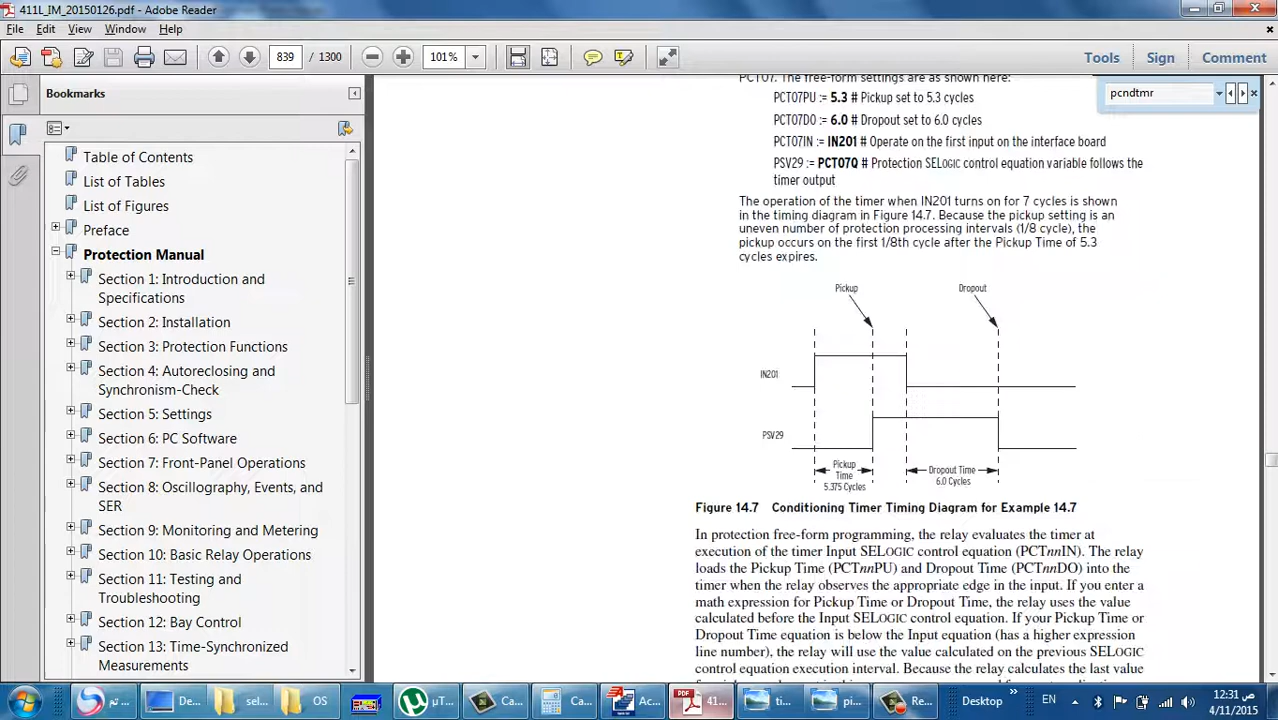 411L_IM_20150126.pdf - Adobe Reader
File Edit View Window Help
839 / 1300 101% Tools Sign Comment
Bookmarks
pcndtmr
Table of Contents
List of Tables
List of Figures
Preface
Protection Manual
Section 1: Introduction and
Specifications
Section 2: Installation
Section 3: Protection Functions
Section 4: Autoreclosing and
Synchronism-Check
Section 5: Settings
Section 6: PC Software
Section 7: Front-Panel Operations
Section 8: Oscillography, Events, and
SER
Section 9: Monitoring and Metering
Section 10: Basic Relay Operations
Section 11: Testing and
Troubleshooting
Section 12: Bay Control
Section 13: Time-Synchronized
Measurements
PCT07. The free-form settings are as shown here:
PCT07PU := 5.3 # Pickup set to 5.3 cycles
PCT07DO := 6.0 # Dropout set to 6.0 cycles
PCT07IN := IN201 # Operate on the first input on the interface board
PSV29 := PCT07Q # Protection SELOGIC control equation variable follows the
timer output
The operation of the timer when IN201 turns on for 7 cycles is shown
in the timing diagram in Figure 14.7. Because the pickup setting is an
uneven number of protection processing intervals (1/8 cycle), the
pickup occurs on the first 1/8th cycle after the Pickup Time of 5.3
cycles expires.
Pickup Dropout
IN201
PSV29
Pickup
Time
5.375 Cycles
Dropout Time
6.0 Cycles
Figure 14.7 Conditioning Timer Timing Diagram for Example 14.7
In protection free-form programming, the relay evaluates the timer at
execution of the timer Input SELOGIC control equation (PCTnnIN). The relay
loads the Pickup Time (PCTnnPU) and Dropout Time (PCTnnDO) into the
timer when the relay observes the appropriate edge in the input. If you enter a
math expression for Pickup Time or Dropout Time, the relay uses the value
calculated before the Input SELOGIC control equation. If your Pickup Time or
Dropout Time equation is below the Input equation (has a higher expression
line number), the relay will use the value calculated on the previous SELOGIC
control equation execution interval. Because the relay calculates the last value
تم ... De... sel... OS µT... Ca... Ca... Ac... 41... ti... pi... Re... Desktop » EN 12:31 ص
4/11/2015